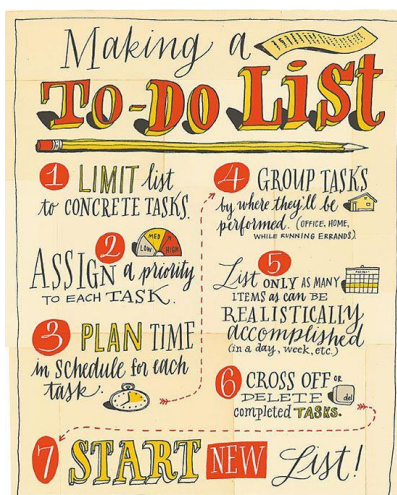 Making a
TO-DO LiSt
1 LIMIT list
to CONCRETE TASKS.
2
LOW MED HIGH
ASSIGN a priority
TO EACH TASK.
3 PLAN TIME
in SCHEDULE for each
task.
4 GROUP TASKS
by where they'll be
performed. (OFFICE, HOME,
WHILE RUNNING ERRANDS)
5
List ONLY AS MANY
ITEMS as can BE
REALISTICALLY
accomplished
(in a day, week, etc.)
6 CROSS OFF OR
DELETE del
completed TASKS.
7 START NEW List!